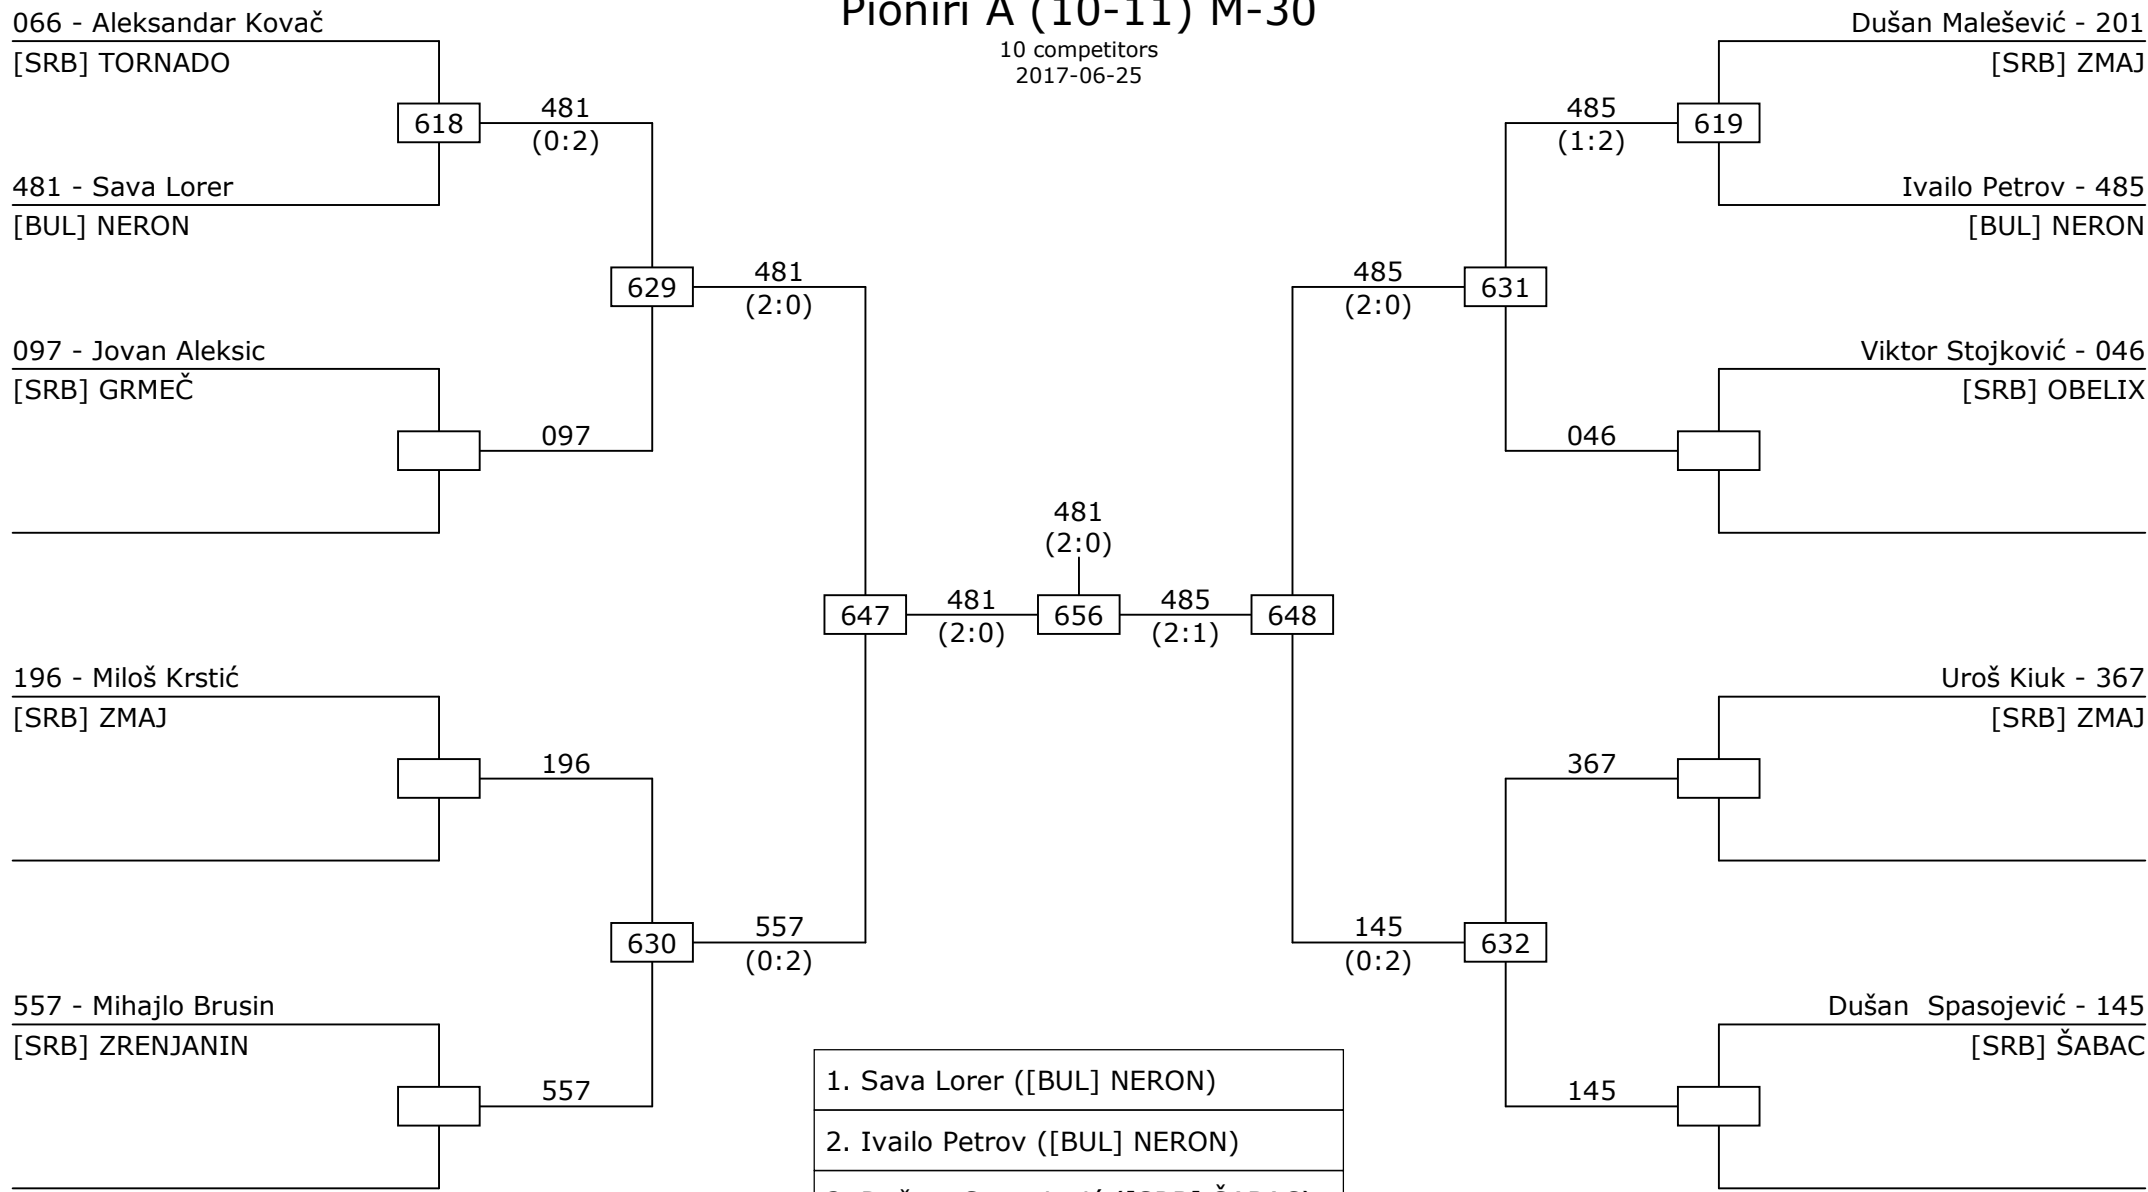 Pioniri A (10-11) M-30
10 competitors
2017-06-25
066 - Aleksandar Kovač
[SRB] TORNADO
618
481
(0:2)
481 - Sava Lorer
[BUL] NERON
629
481
(2:0)
097 - Jovan Aleksic
[SRB] GRMEČ
097
196 - Miloš Krstić
[SRB] ZMAJ
196
630
557
(0:2)
557 - Mihajlo Brusin
[SRB] ZRENJANIN
557
647
481
(2:0)
481
(2:0)
656
485
(2:1)
648
Dušan Malešević - 201
[SRB] ZMAJ
485
(1:2)
619
Ivailo Petrov - 485
[BUL] NERON
485
(2:0)
631
Viktor Stojković - 046
[SRB] OBELIX
046
Uroš Kiuk - 367
[SRB] ZMAJ
367
145
(0:2)
632
Dušan  Spasojević - 145
[SRB] ŠABAC
145
1. Sava Lorer ([BUL] NERON)
2. Ivailo Petrov ([BUL] NERON)